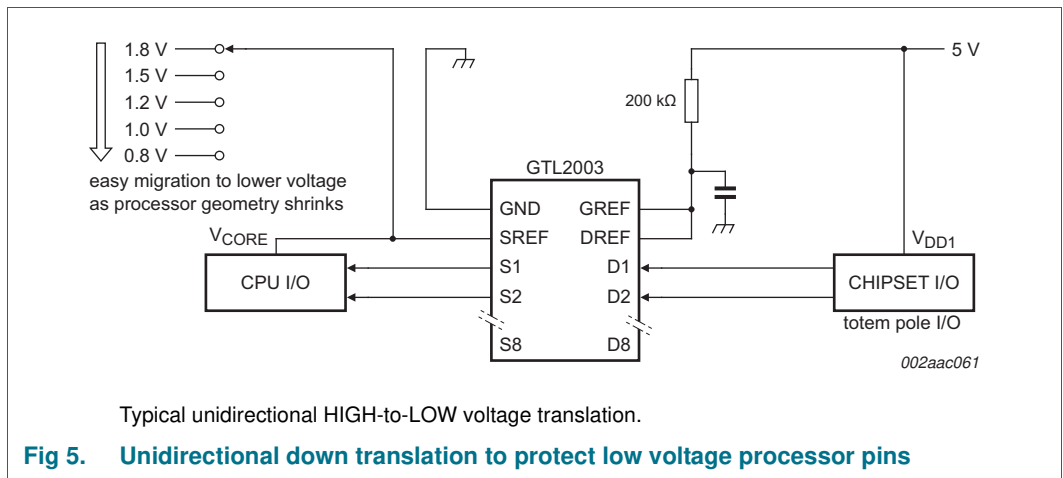 1.8 V
5 V
1.5 V
1.2 V
200 kΩ
1.0 V
0.8 V
GTL2003
easy migration to lower voltage
as processor geometry shrinks
GND GREF
VCORE SREF DREF VDD1
CPU I/O S1 D1 CHIPSET I/O
S2 D2
totem pole I/O
S8 D8
002aac061
Typical unidirectional HIGH-to-LOW voltage translation.
Fig 5. Unidirectional down translation to protect low voltage processor pins